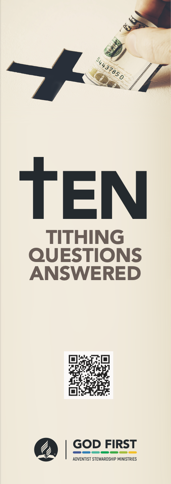 tEN
TITHING
QUESTIONS
ANSWERED
GOD FIRST
ADVENTIST STEWARDSHIP MINISTRIES